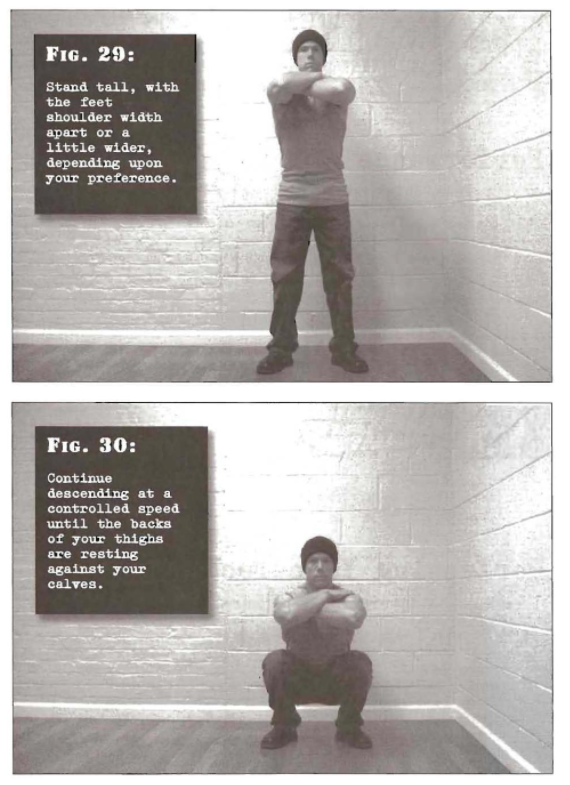 FIG. 29:
Stand tall, with
the feet
shoulder width
apart or a
little wider,
depending upon
your preference.
FIG. 30:
Continue
descending at a
controlled speed
until the backs
of your thighs
are resting
against your
calves.